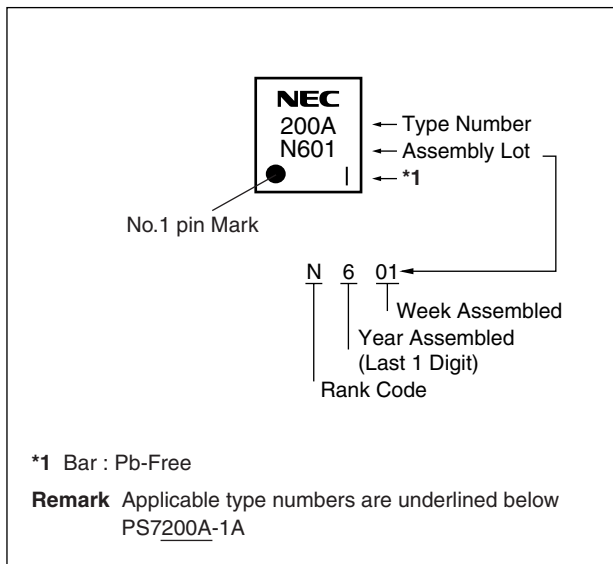 NEC
200A ← Type Number
N601 ← Assembly Lot
| ← *1
No.1 pin Mark
N 6 01
Week Assembled
Year Assembled
(Last 1 Digit)
Rank Code
*1 Bar : Pb-Free
Remark Applicable type numbers are underlined below
PS7200A-1A